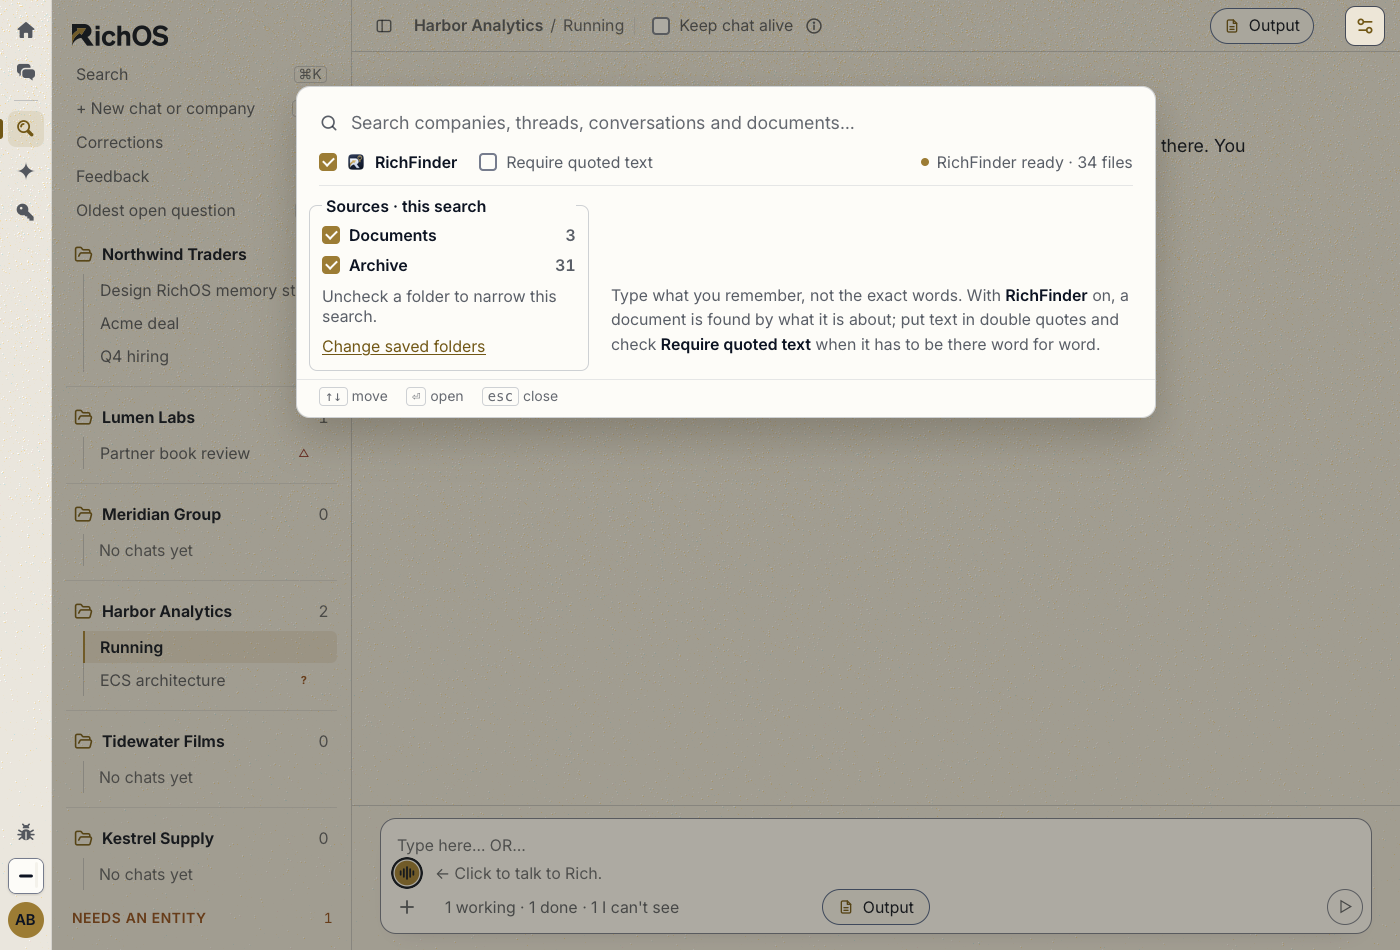 RichOS
Search ⌘K
+ New chat or company
Corrections
Feedback
Oldest open question
Northwind Traders
Design RichOS memory st
Acme deal
Q4 hiring
Lumen Labs 1
Partner book review
Meridian Group 0
No chats yet
Harbor Analytics 2
Running
ECS architecture ?
Tidewater Films 0
No chats yet
Kestrel Supply 0
No chats yet
NEEDS AN ENTITY 1
AB
Harbor Analytics / Running
Keep chat alive
Output
there. You
Search companies, threads, conversations and documents...
RichFinder
Require quoted text
RichFinder ready · 34 files
Sources · this search
Documents 3
Archive 31
Uncheck a folder to narrow this
search.
Change saved folders
Type what you remember, not the exact words. With RichFinder on, a
document is found by what it is about; put text in double quotes and
check Require quoted text when it has to be there word for word.
↑↓ move ⏎ open esc close
Type here... OR...
← Click to talk to Rich.
1 working · 1 done · 1 I can't see
Output